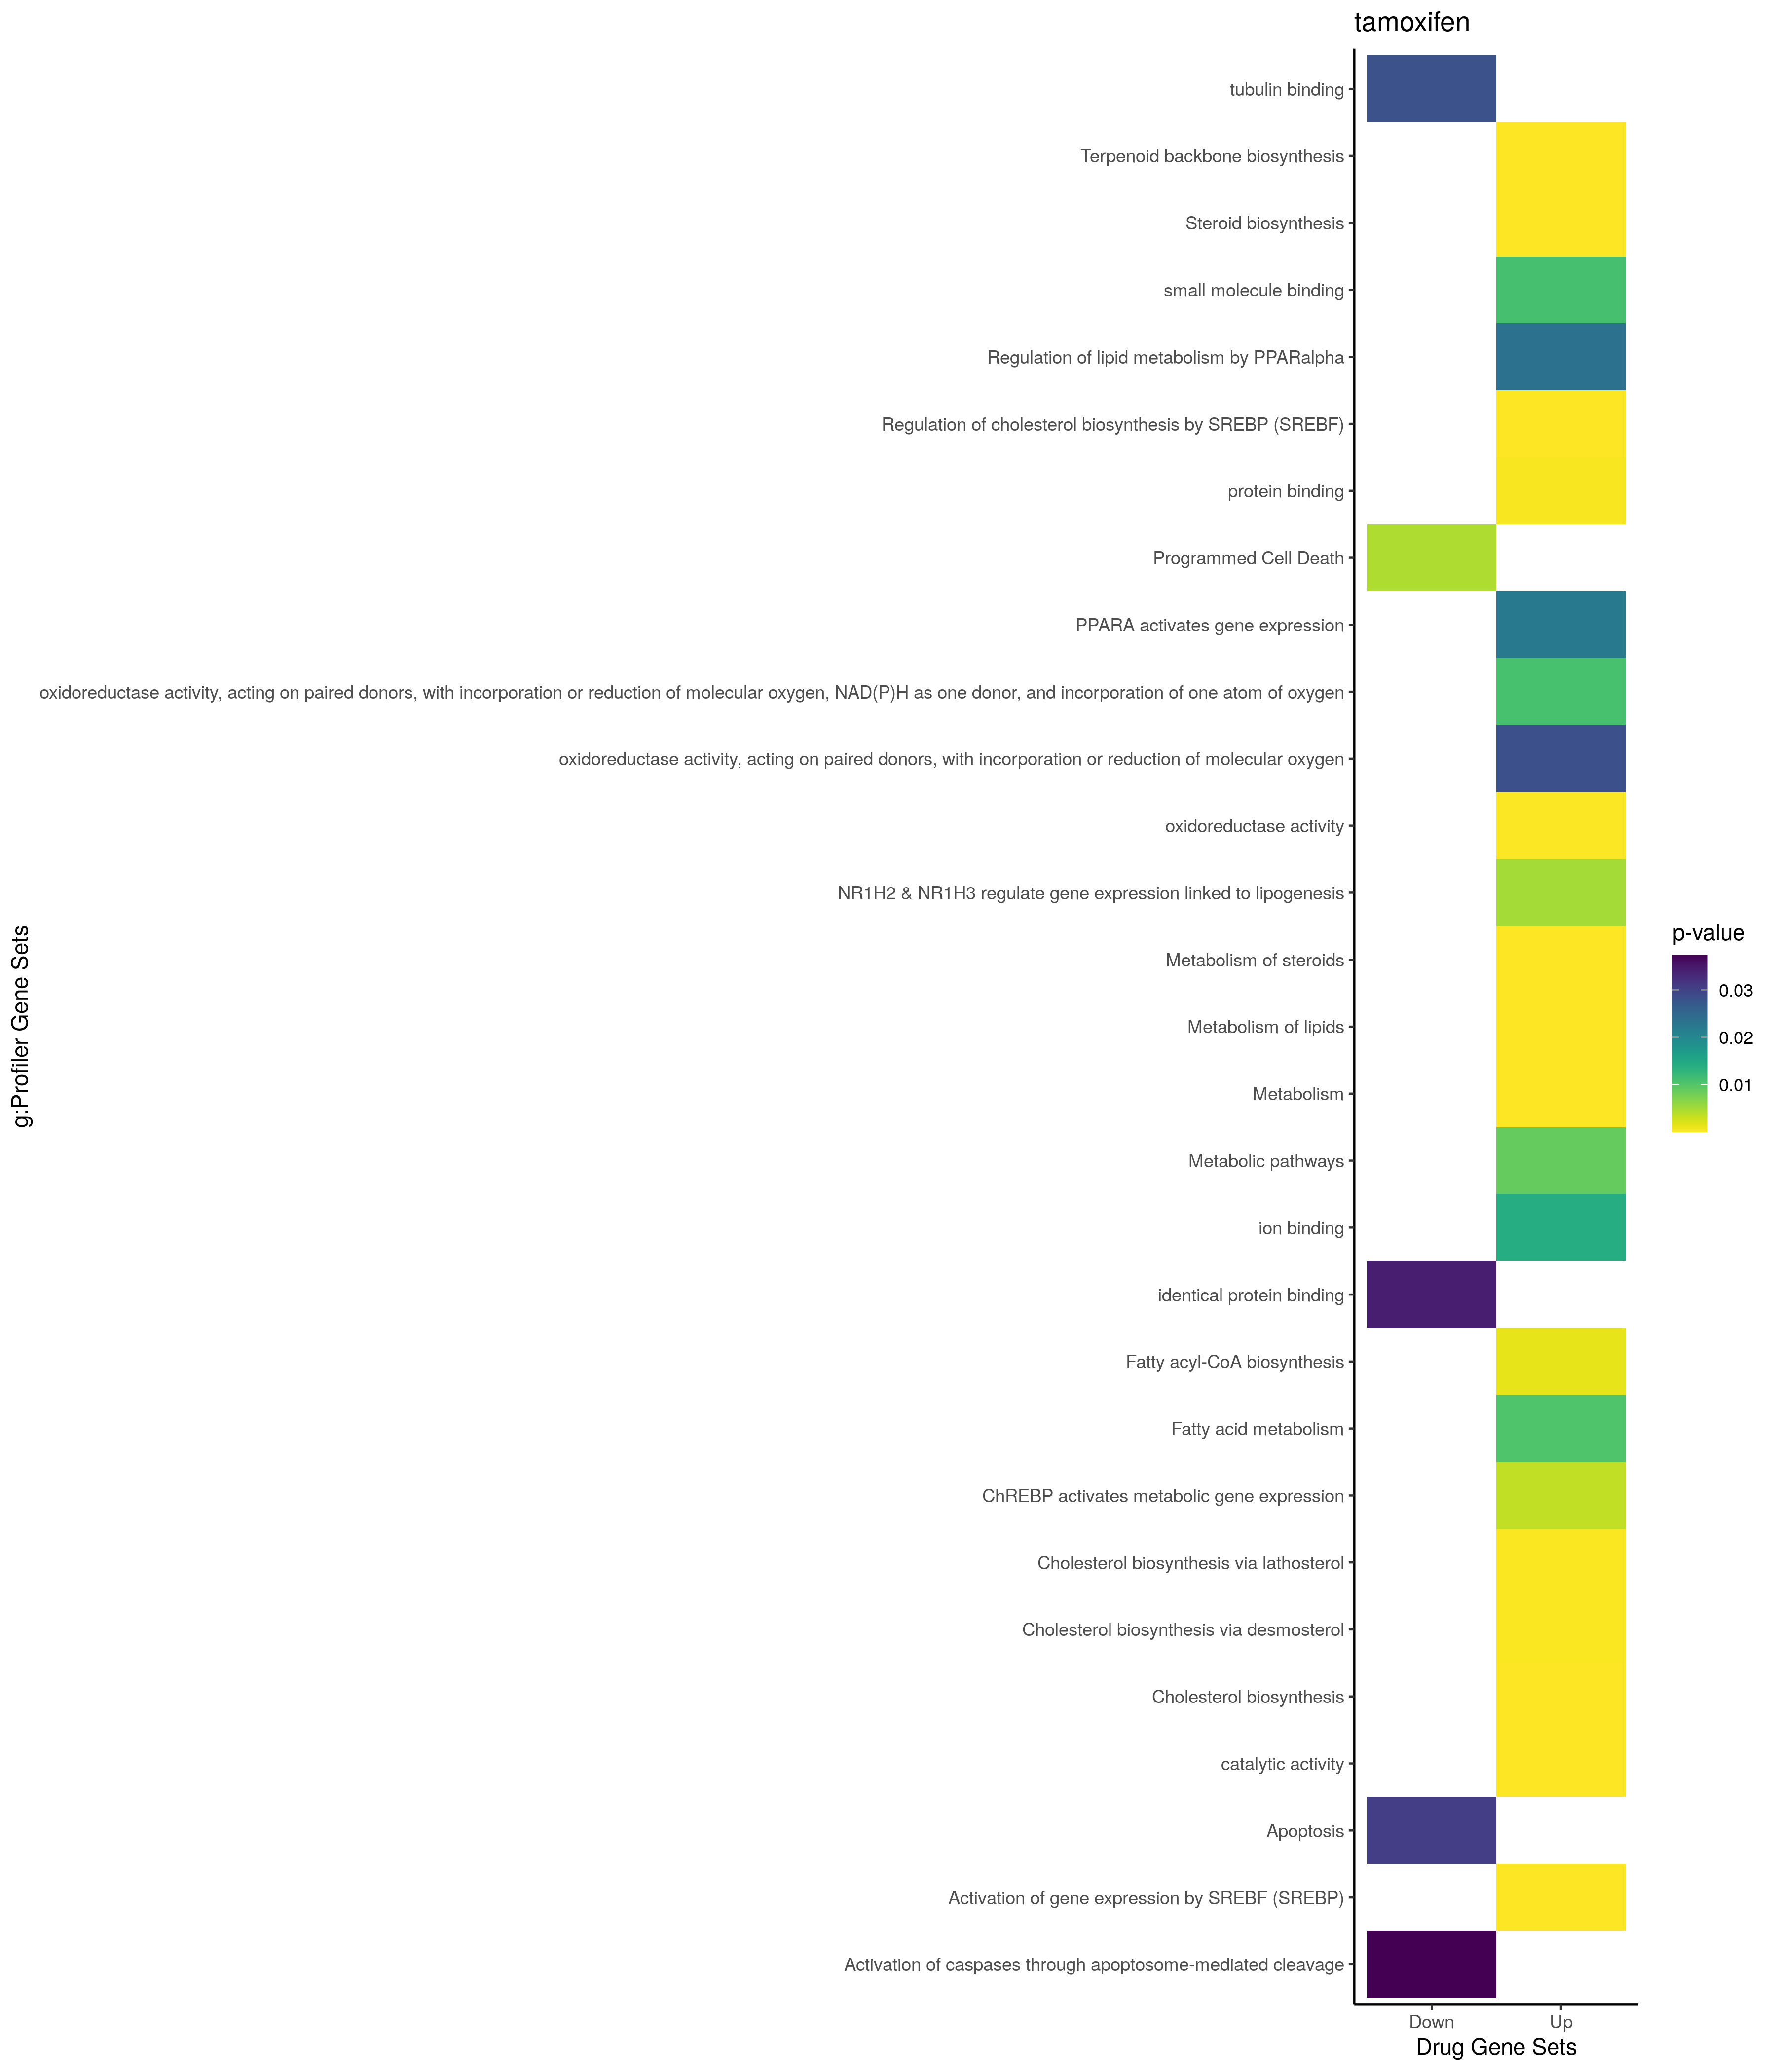 tamoxifen
tubulin binding
Terpenoid backbone biosynthesis
Steroid biosynthesis
small molecule binding
Regulation of lipid metabolism by PPARalpha
Regulation of cholesterol biosynthesis by SREBP (SREBF)
protein binding
Programmed Cell Death
PPARA activates gene expression
oxidoreductase activity, acting on paired donors, with incorporation or reduction of molecular oxygen, NAD(P)H as one donor, and incorporation of one atom of oxygen
oxidoreductase activity, acting on paired donors, with incorporation or reduction of molecular oxygen
oxidoreductase activity
NR1H2 & NR1H3 regulate gene expression linked to lipogenesis
Metabolism of steroids
Metabolism of lipids
Metabolism
Metabolic pathways
ion binding
identical protein binding
Fatty acyl-CoA biosynthesis
Fatty acid metabolism
ChREBP activates metabolic gene expression
Cholesterol biosynthesis via lathosterol
Cholesterol biosynthesis via desmosterol
Cholesterol biosynthesis
catalytic activity
Apoptosis
Activation of gene expression by SREBF (SREBP)
Activation of caspases through apoptosome-mediated cleavage
g:Profiler Gene Sets
Down Up
Drug Gene Sets
p-value
0.03
0.02
0.01